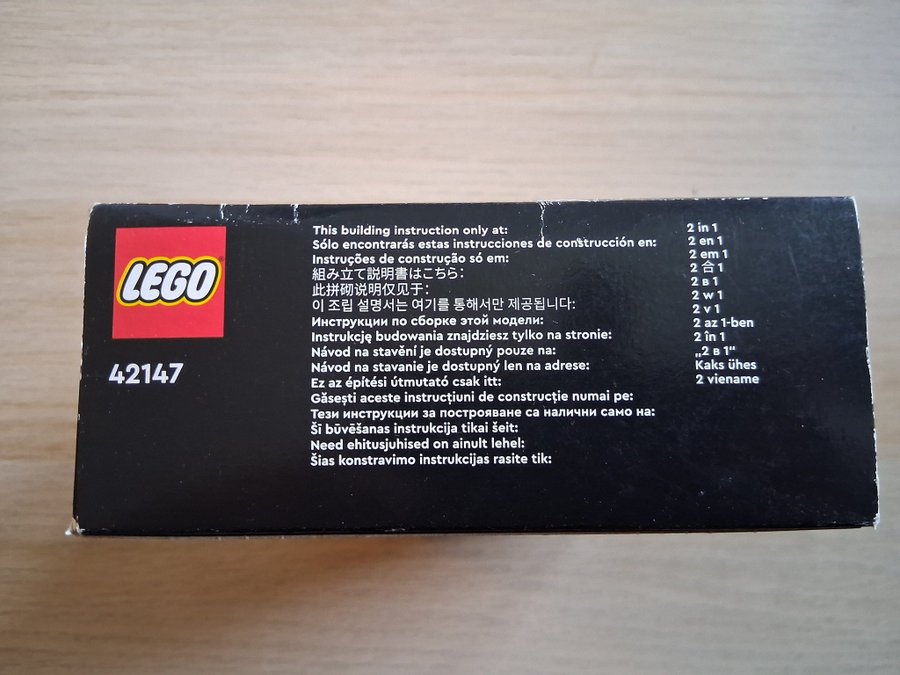 LEGO
42147
This building instruction only at:
Sólo encontrarás estas instrucciones de construcción en:
Instruções de construção só em:
組み立て説明書はこちら:
此拼砌说明仅见于:
이 조립 설명서는 여기를 통해서만 제공됩니다:
Инструкции по сборке этой модели:
Instrukcję budowania znajdziesz tylko na stronie:
Návod na stavění je dostupný pouze na:
Návod na stavanie je dostupný len na adrese:
Ez az építési útmutató csak itt:
Găsești aceste instrucțiuni de construcție numai pe:
Тези инструкции за построяване са налични само на:
Šī būvēšanas instrukcija tikai šeit:
Need ehitusjuhised on ainult lehel:
Šias konstravimo instrukcijas rasite tik:
2 in 1
2 en 1
2 em 1
2 合 1
2 в 1
2 w 1
2 v 1
2 az 1-ben
2 în 1
„2 в 1“
Kaks ühes
2 viename